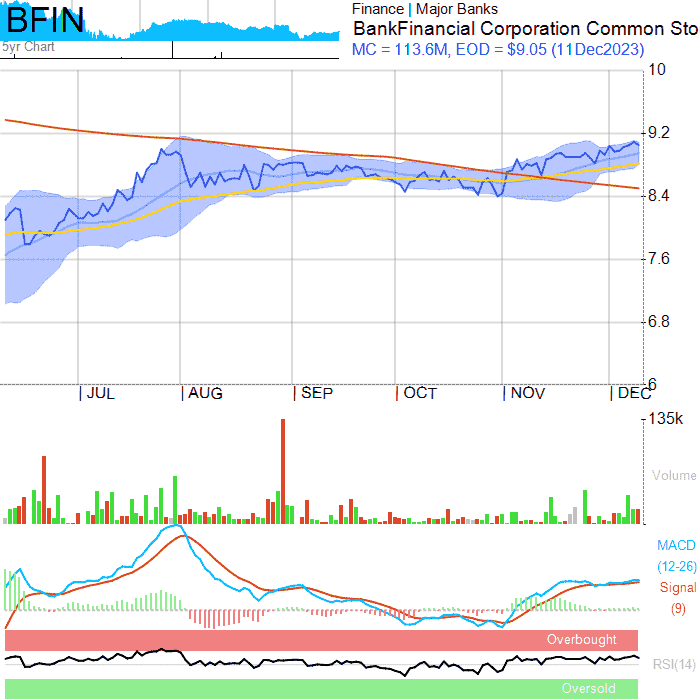 BFIN
5yr Chart
Finance | Major Banks
BankFinancial Corporation Common Sto
MC = 113.6M, EOD = $9.05 (11Dec2023)
10
9.2
8.4
7.6
6.8
6
JUL AUG SEP OCT NOV DEC
135k
Volume
MACD
(12-26)
Signal
(9)
Overbought
RSI(14)
Oversold